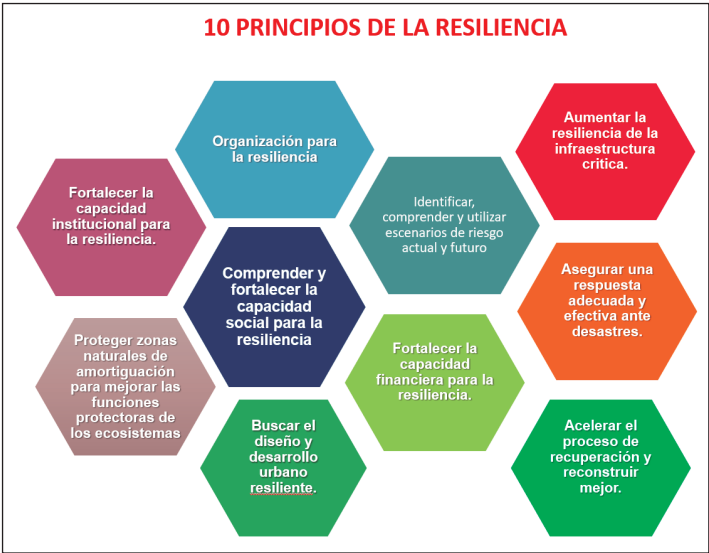 10 PRINCIPIOS DE LA RESILIENCIA
Organización para
la resiliencia
Aumentar la
resiliencia de la
infraestructura
critica.
Fortalecer la
capacidad
institucional para
la resiliencia.
Identificar,
comprender y utilizar
escenarios de riesgo
actual y futuro
Comprender y
fortalecer la
capacidad
social para la
resiliencia
Asegurar una
respuesta
adecuada y
efectiva ante
desastres.
Proteger zonas
naturales de
amortiguación
para mejorar las
funciones
protectoras de
los ecosistemas
Fortalecer la
capacidad
financiera para la
resiliencia.
Buscar el
diseño y
desarrollo
urbano
resiliente.
Acelerar el
proceso de
recuperación y
reconstruir
mejor.